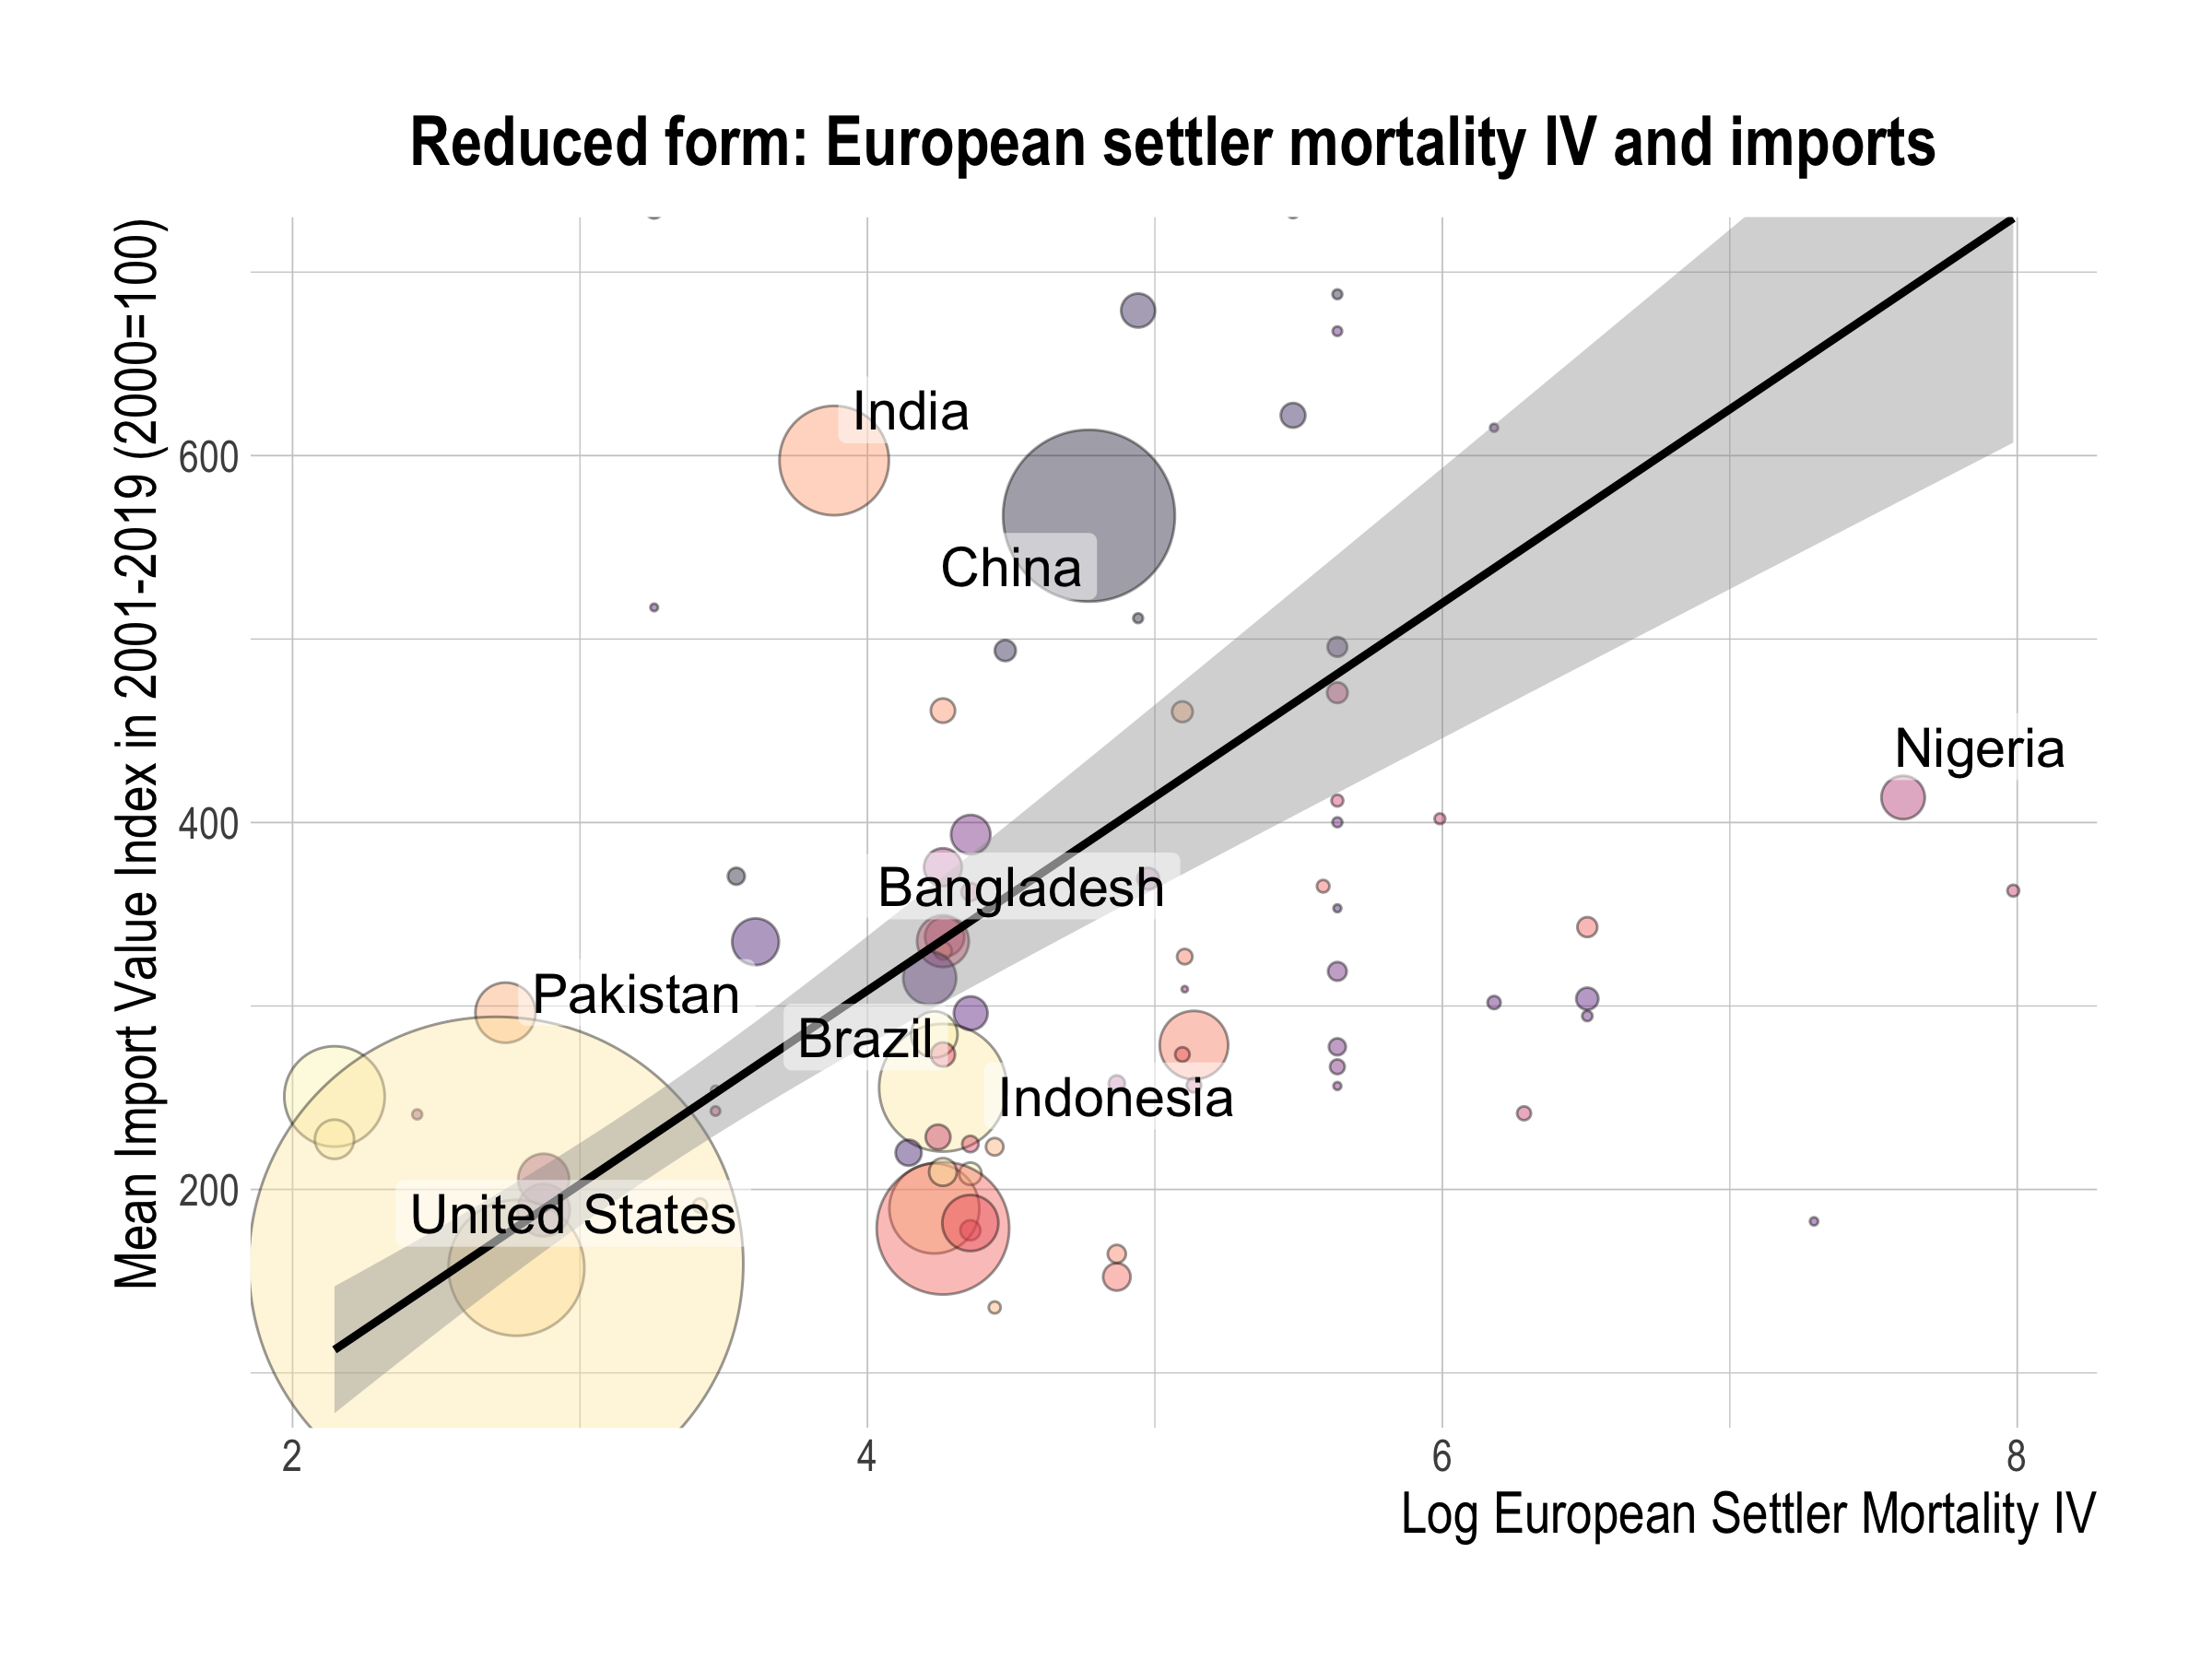 Reduced form: European settler mortality IV and imports
Mean Import Value Index in 2001-2019 (2000=100)
600
400
200
India
China
Nigeria
Bangladesh
Pakistan
Brazil
Indonesia
United States
2
4
6
8
Log European Settler Mortality IV